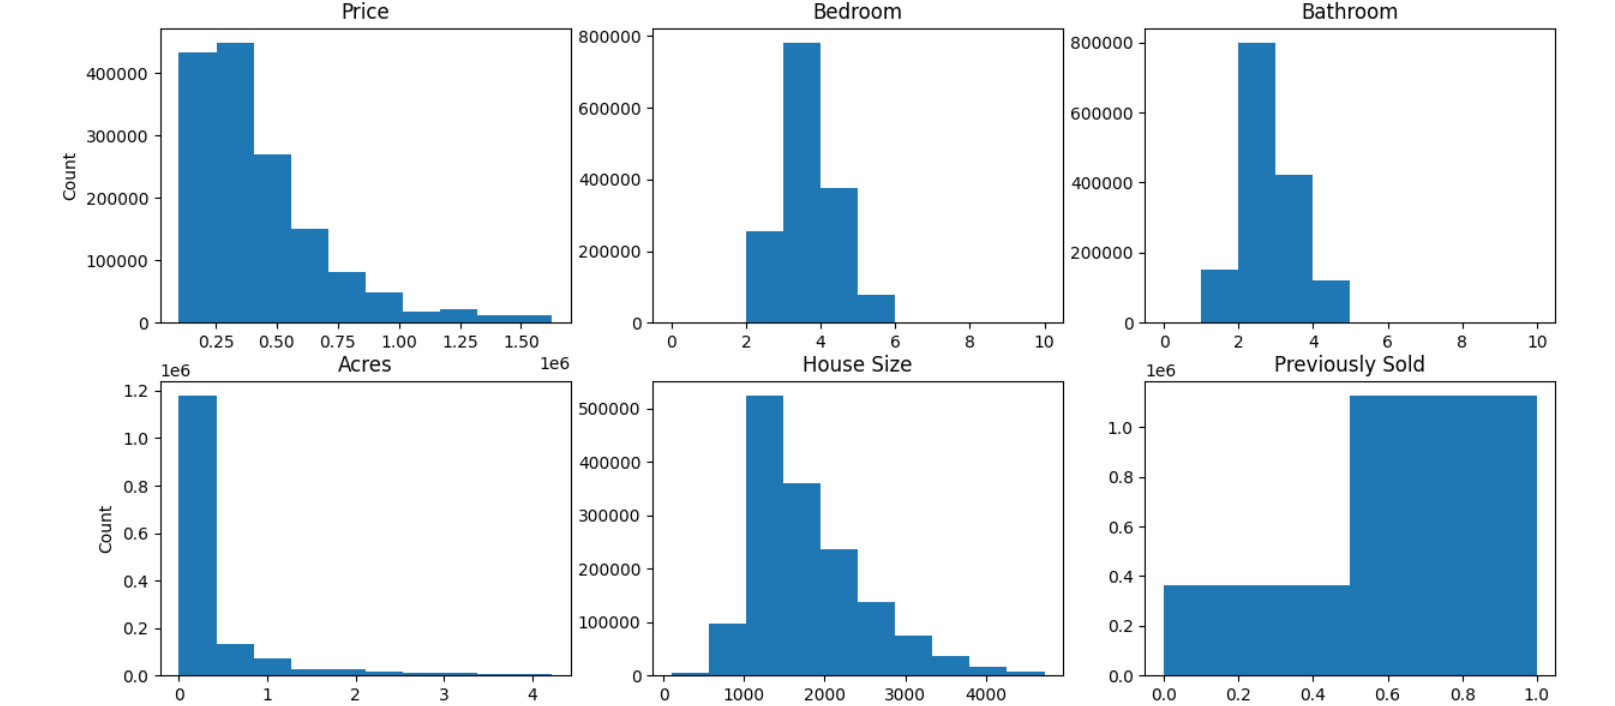 Price
Bedroom
Bathroom
400000
300000
200000
100000
0
Count
0.25 0.50 0.75 1.00 1.25 1.50
1e6
800000
600000
400000
200000
0
0 2 4 6 8 10
800000
600000
400000
200000
0
0 2 4 6 8 10
Acres
House Size
Previously Sold
1e6
1.2
1.0
0.8
0.6
0.4
0.2
0.0
Count
0 1 2 3 4
500000
400000
300000
200000
100000
0
0 1000 2000 3000 4000
1e6
1.0
0.8
0.6
0.4
0.2
0.0
0.0 0.2 0.4 0.6 0.8 1.0